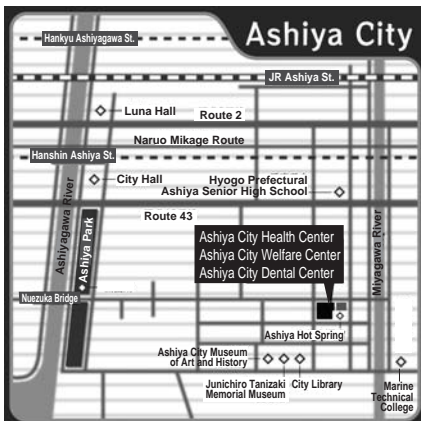 Ashiya City
Hankyu Ashiyagawa St.
JR Ashiya St.
Luna Hall
Route 2
Naruo Mikage Route
Hanshin Ashiya St.
City Hall
Hyogo Prefectural
Ashiya Senior High School
Ashiyagawa River
Ashiya Park
Route 43
Miyagawa River
Ashiya City Health Center
Ashiya City Welfare Center
Ashiya City Dental Center
Nuezuka Bridge
Ashiya Hot Spring
Ashiya City Museum
of Art and History
Junichiro Tanizaki
Memorial Museum
City Library
Marine
Technical
College